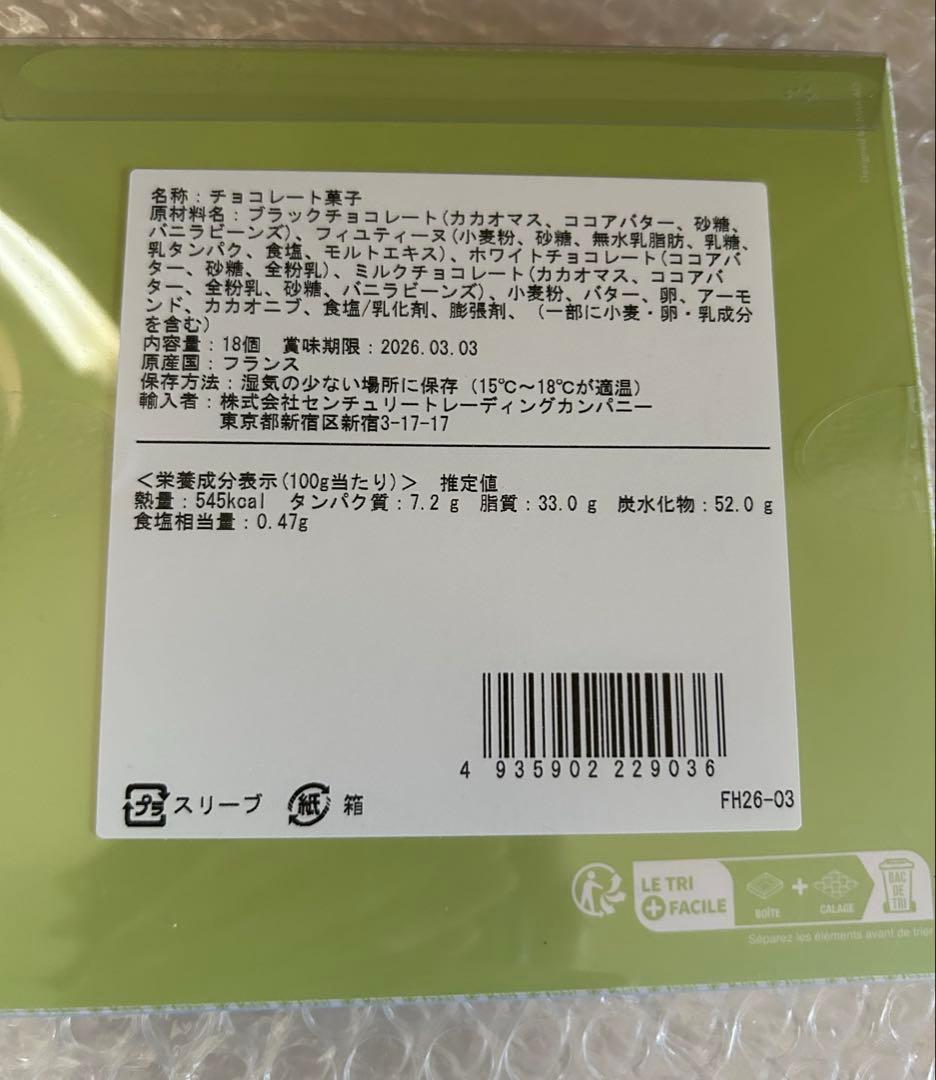 名称：チョコレート菓子
原材料名：ブラックチョコレート(カカオマス、ココアバター、砂糖、
バニラビーンズ)、フィユティーヌ(小麦粉、砂糖、無水乳脂肪、乳糖、
乳タンパク、食塩、モルトエキス)、ホワイトチョコレート(ココアバ
ター、砂糖、全粉乳)、ミルクチョコレート(カカオマス、ココアバ
ター、全粉乳、砂糖、バニラビーンズ)、小麦粉、バター、卵、アーモ
ンド、カカオニブ、食塩/乳化剤、膨張剤、(一部に小麦・卵・乳成分
を含む)
内容量：18個　賞味期限：2026.03.03
原産国：フランス
保存方法：湿気の少ない場所に保存 (15℃～18℃が適温)
輸入者：株式会社センチュリートレーディングカンパニー
東京都新宿区新宿3-17-17
＜栄養成分表示(100g当たり)＞　推定値
熱量：545kcal　タンパク質：7.2 g　脂質：33.0 g　炭水化物：52.0 g
食塩相当量：0.47g
4 935902 229036
プラ スリーブ　紙 箱
FH26-03
LE TRI
+ FACILE
BOÎTE + CALAGE
BAC
DE
TRI
Séparez les éléments avant de trier